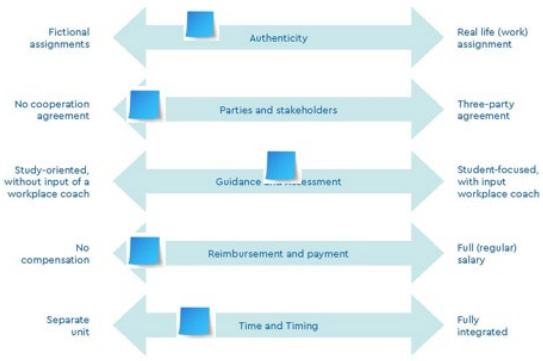 Fictional
assignments
Authenticity
Real life (work)
assignment
No cooperation
agreement
Parties and stakeholders
Three-party
agreement
Study-oriented,
without input of a
workplace coach
Guidance and Assessment
Student-focused,
with input
workplace coach
No
compensation
Reimbursement and payment
Full (regular)
salary
Separate
unit
Time and Timing
Fully
integrated